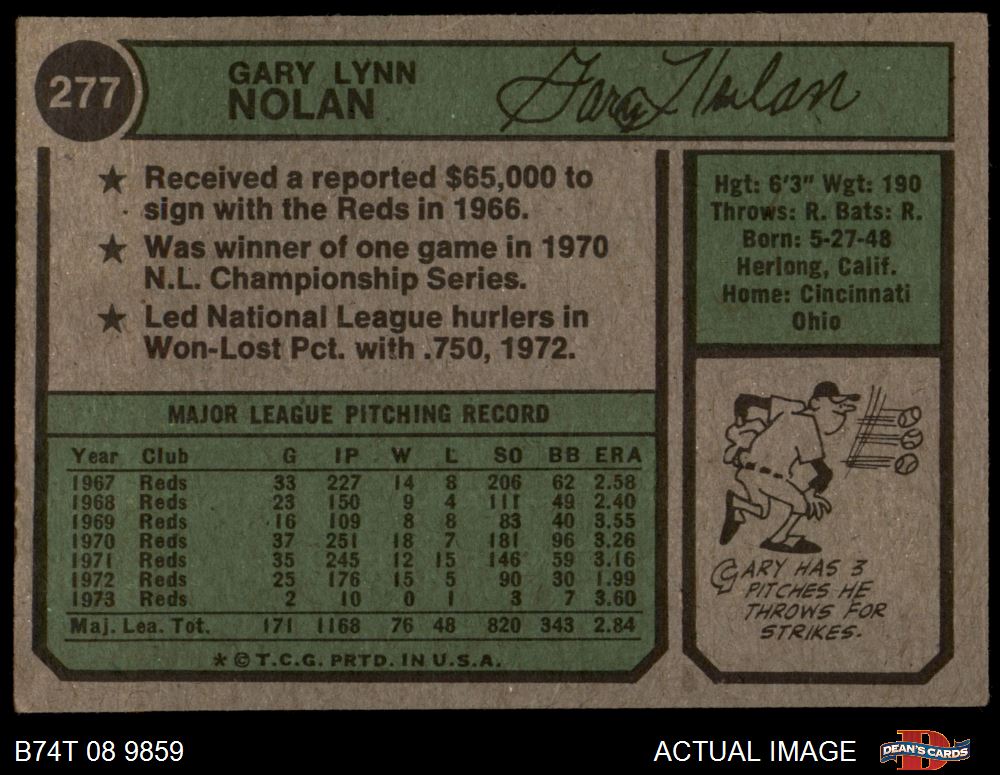 277
GARY LYNN
NOLAN
Gary Nolan
★ Received a reported $65,000 to
sign with the Reds in 1966.
★ Was winner of one game in 1970
N.L. Championship Series.
★ Led National League hurlers in
Won-Lost Pct. with .750, 1972.
Hgt: 6'3" Wgt: 190
Throws: R. Bats: R.
Born: 5-27-48
Herlong, Calif.
Home: Cincinnati
Ohio
MAJOR LEAGUE PITCHING RECORD
Year Club G IP W L SO BB ERA
1967 Reds 33 227 14 8 206 62 2.58
1968 Reds 23 150 9 4 111 49 2.40
1969 Reds 16 109 8 8 83 40 3.55
1970 Reds 37 251 18 7 181 96 3.26
1971 Reds 35 245 12 15 146 59 3.16
1972 Reds 25 176 15 5 90 30 1.99
1973 Reds 2 10 0 1 3 7 3.60
Maj. Lea. Tot. 171 1168 76 48 820 343 2.84
★ © T.C.G. PRTD. IN U.S.A.
GARY HAS 3
PITCHES HE
THROWS FOR
STRIKES.
B74T 08 9859
ACTUAL IMAGE
DEAN'S CARDS